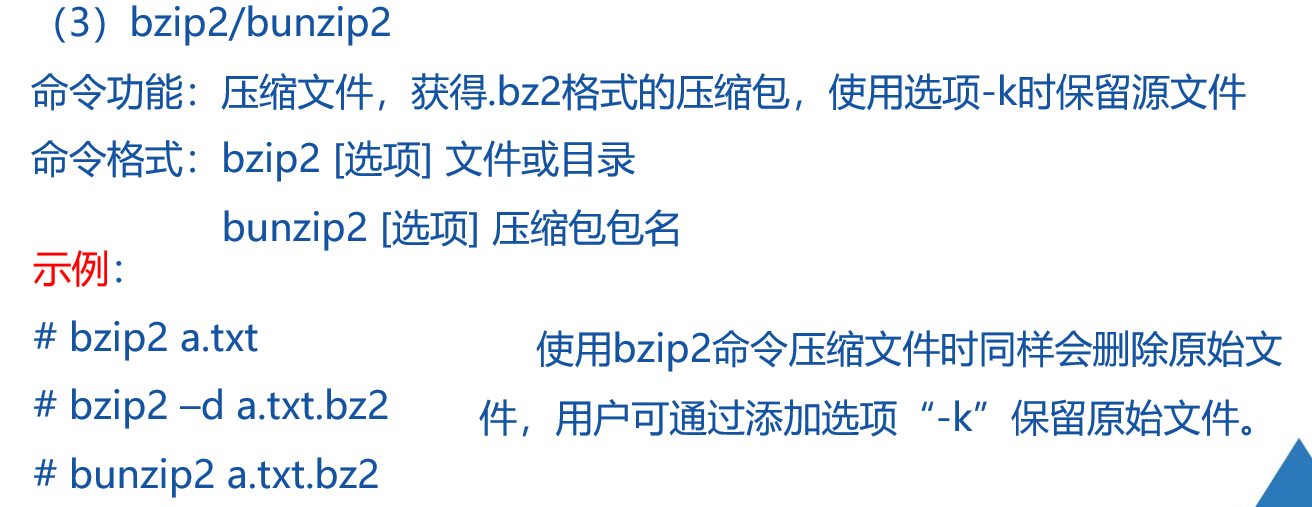 （3）bzip2/bunzip2
命令功能：压缩文件，获得.bz2格式的压缩包，使用选项-k时保留源文件
命令格式：bzip2 [选项] 文件或目录
bunzip2 [选项] 压缩包包名
示例：
# bzip2 a.txt
# bzip2 –d a.txt.bz2
# bunzip2 a.txt.bz2
使用bzip2命令压缩文件时同样会删除原始文
件，用户可通过添加选项“-k”保留原始文件。